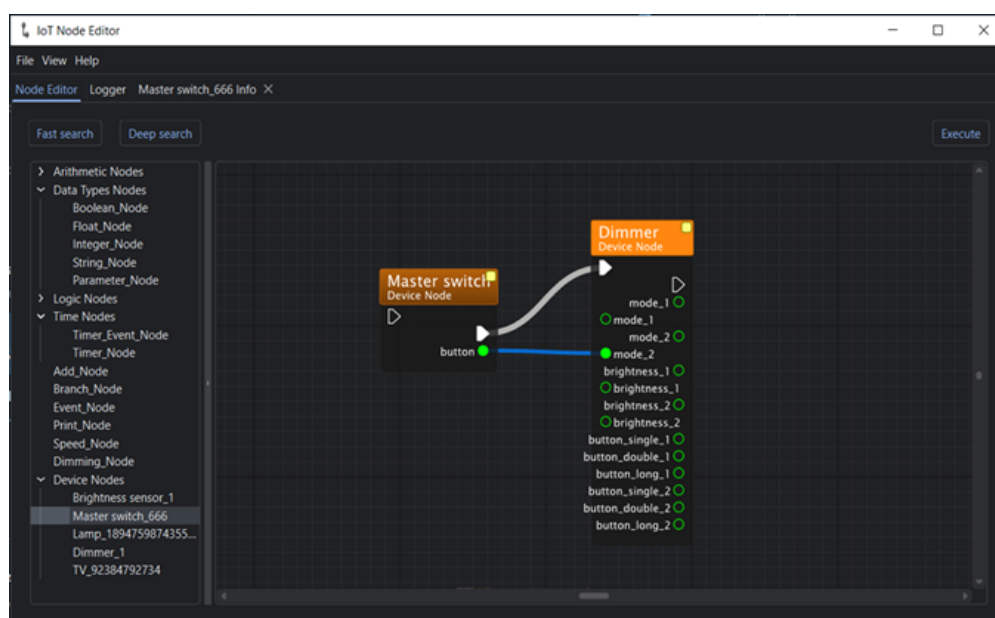 IoT Node Editor
File View Help
Node Editor Logger Master switch_666 Info
Fast search Deep search Execute
Arithmetic Nodes
Data Types Nodes
Boolean_Node
Float_Node
Integer_Node
String_Node
Parameter_Node
Logic Nodes
Time Nodes
Timer_Event_Node
Timer_Node
Add_Node
Branch_Node
Event_Node
Print_Node
Speed_Node
Dimming_Node
Device Nodes
Brightness sensor_1
Master switch_666
Lamp_1894759874355...
Dimmer_1
TV_92384792734
Master switch
Device Node
button
Dimmer
Device Node
mode_1
mode_1
mode_2
mode_2
brightness_1
brightness_1
brightness_2
brightness_2
button_single_1
button_double_1
button_long_1
button_single_2
button_double_2
button_long_2